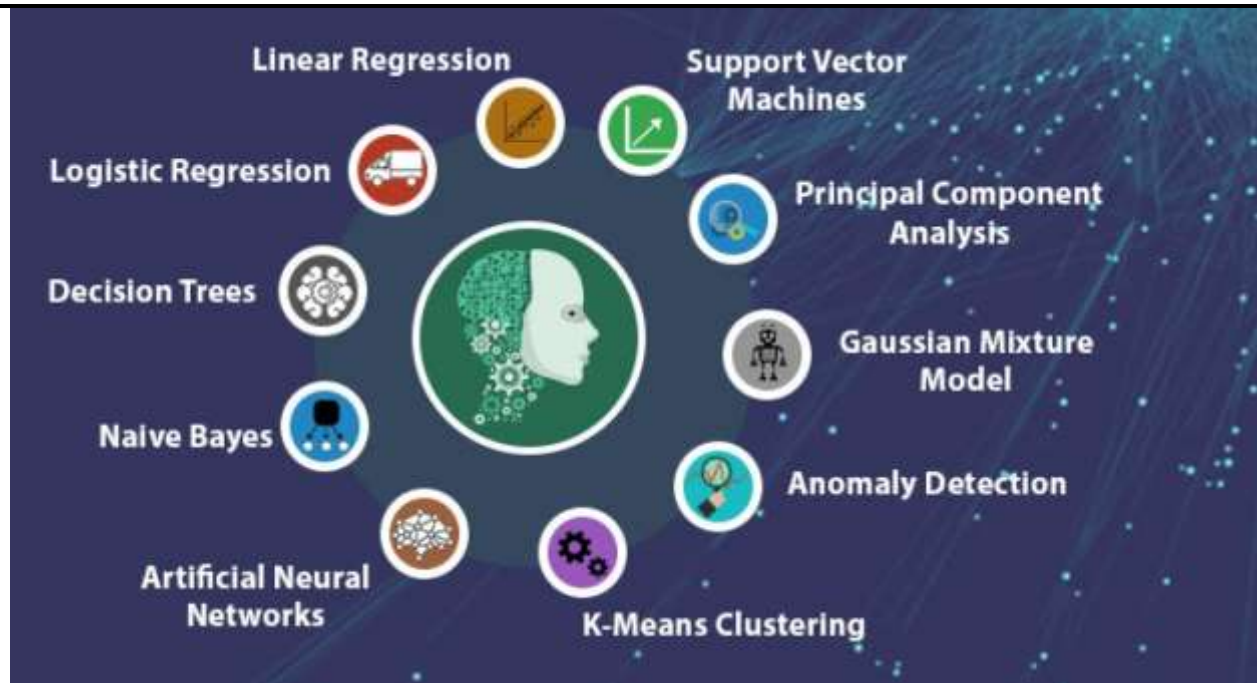 Linear Regression
Support Vector
Machines
Logistic Regression
Principal Component
Analysis
Decision Trees
Gaussian Mixture
Model
Naive Bayes
Anomaly Detection
Artificial Neural
Networks
K-Means Clustering